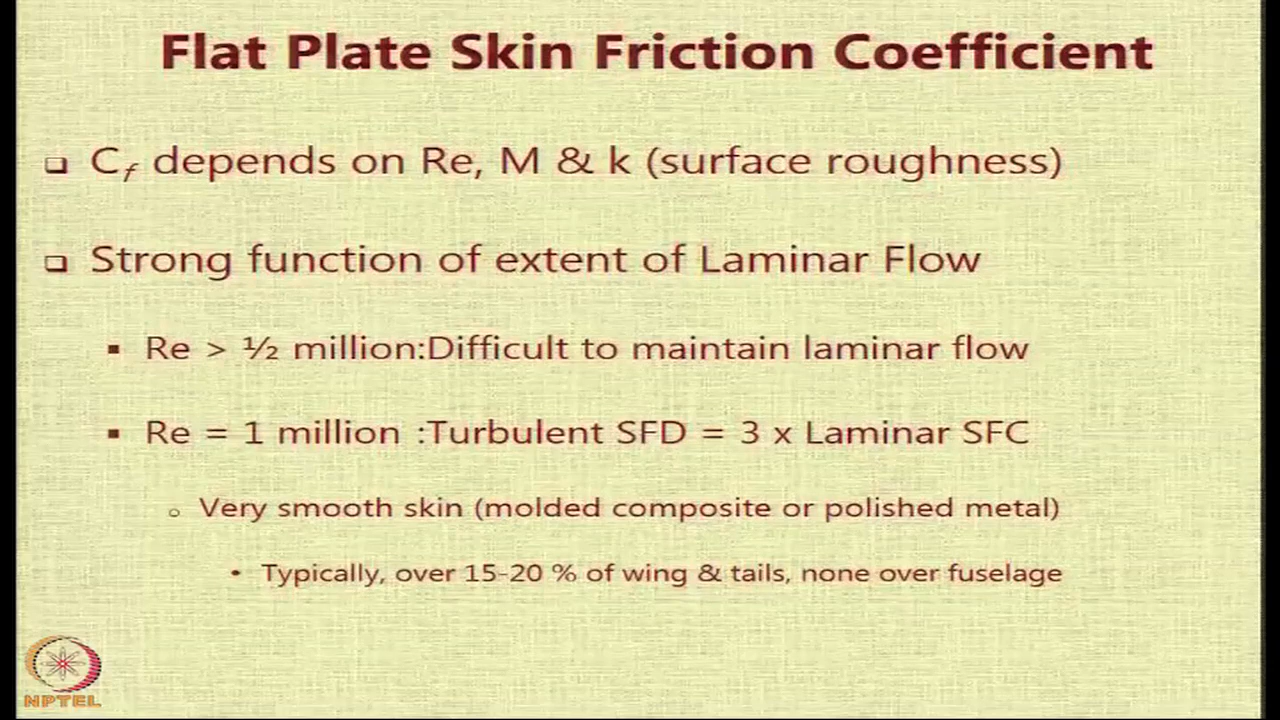 Flat Plate Skin Friction Coefficient
❑ Cf depends on Re, M & k (surface roughness)
❑ Strong function of extent of Laminar Flow
▪ Re > ½ million:Difficult to maintain laminar flow
▪ Re = 1 million :Turbulent SFD = 3 x Laminar SFC
o Very smooth skin (molded composite or polished metal)
• Typically, over 15-20 % of wing & tails, none over fuselage
NPTEL